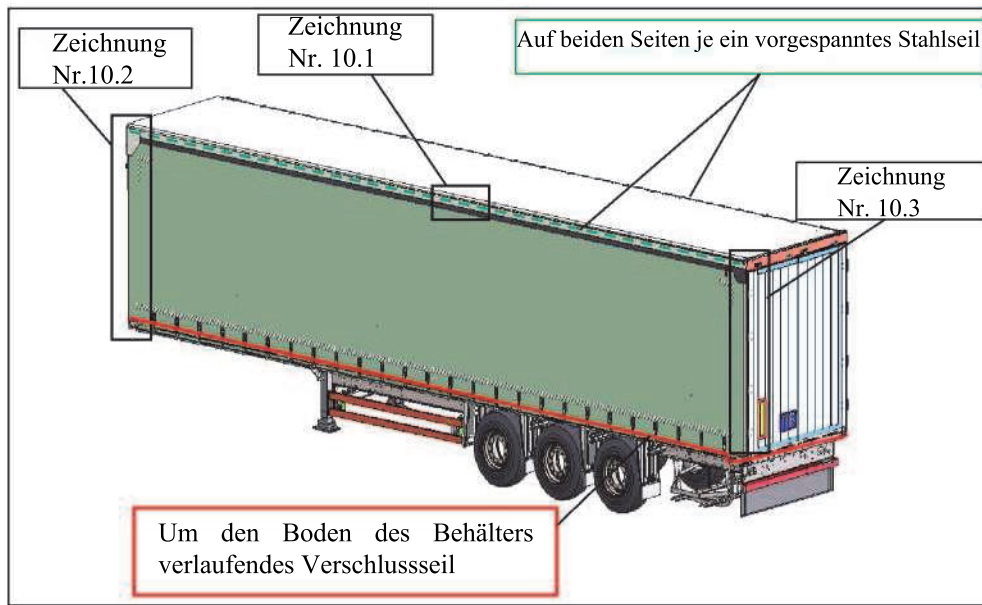 Zeichnung
Nr.10.2
Zeichnung
Nr. 10.1
Auf beiden Seiten je ein vorgespanntes Stahlseil
Zeichnung
Nr. 10.3
Um den Boden des Behälters
verlaufendes Verschlussseil